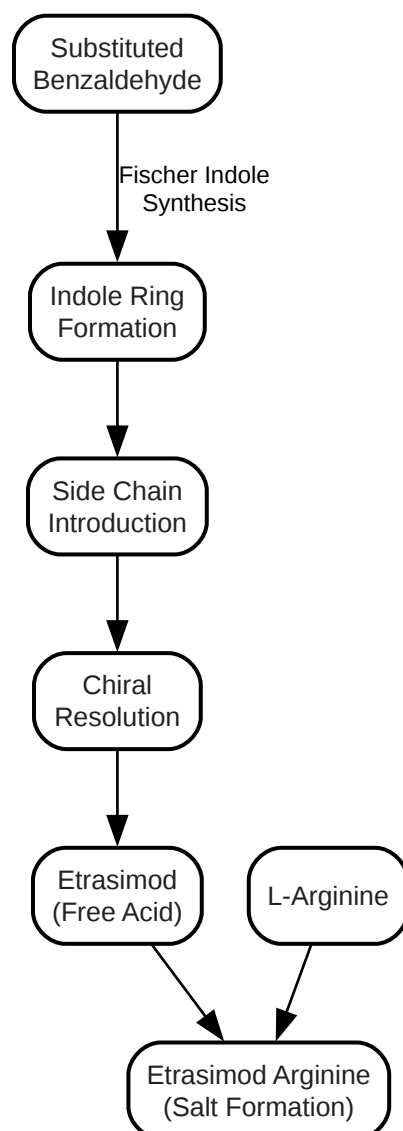 Substituted
Benzaldehyde
Fischer Indole
Synthesis
Indole Ring
Formation
Side Chain
Introduction
Chiral
Resolution
Etrasimod
(Free Acid)
L-Arginine
Etrasimod Arginine
(Salt Formation)